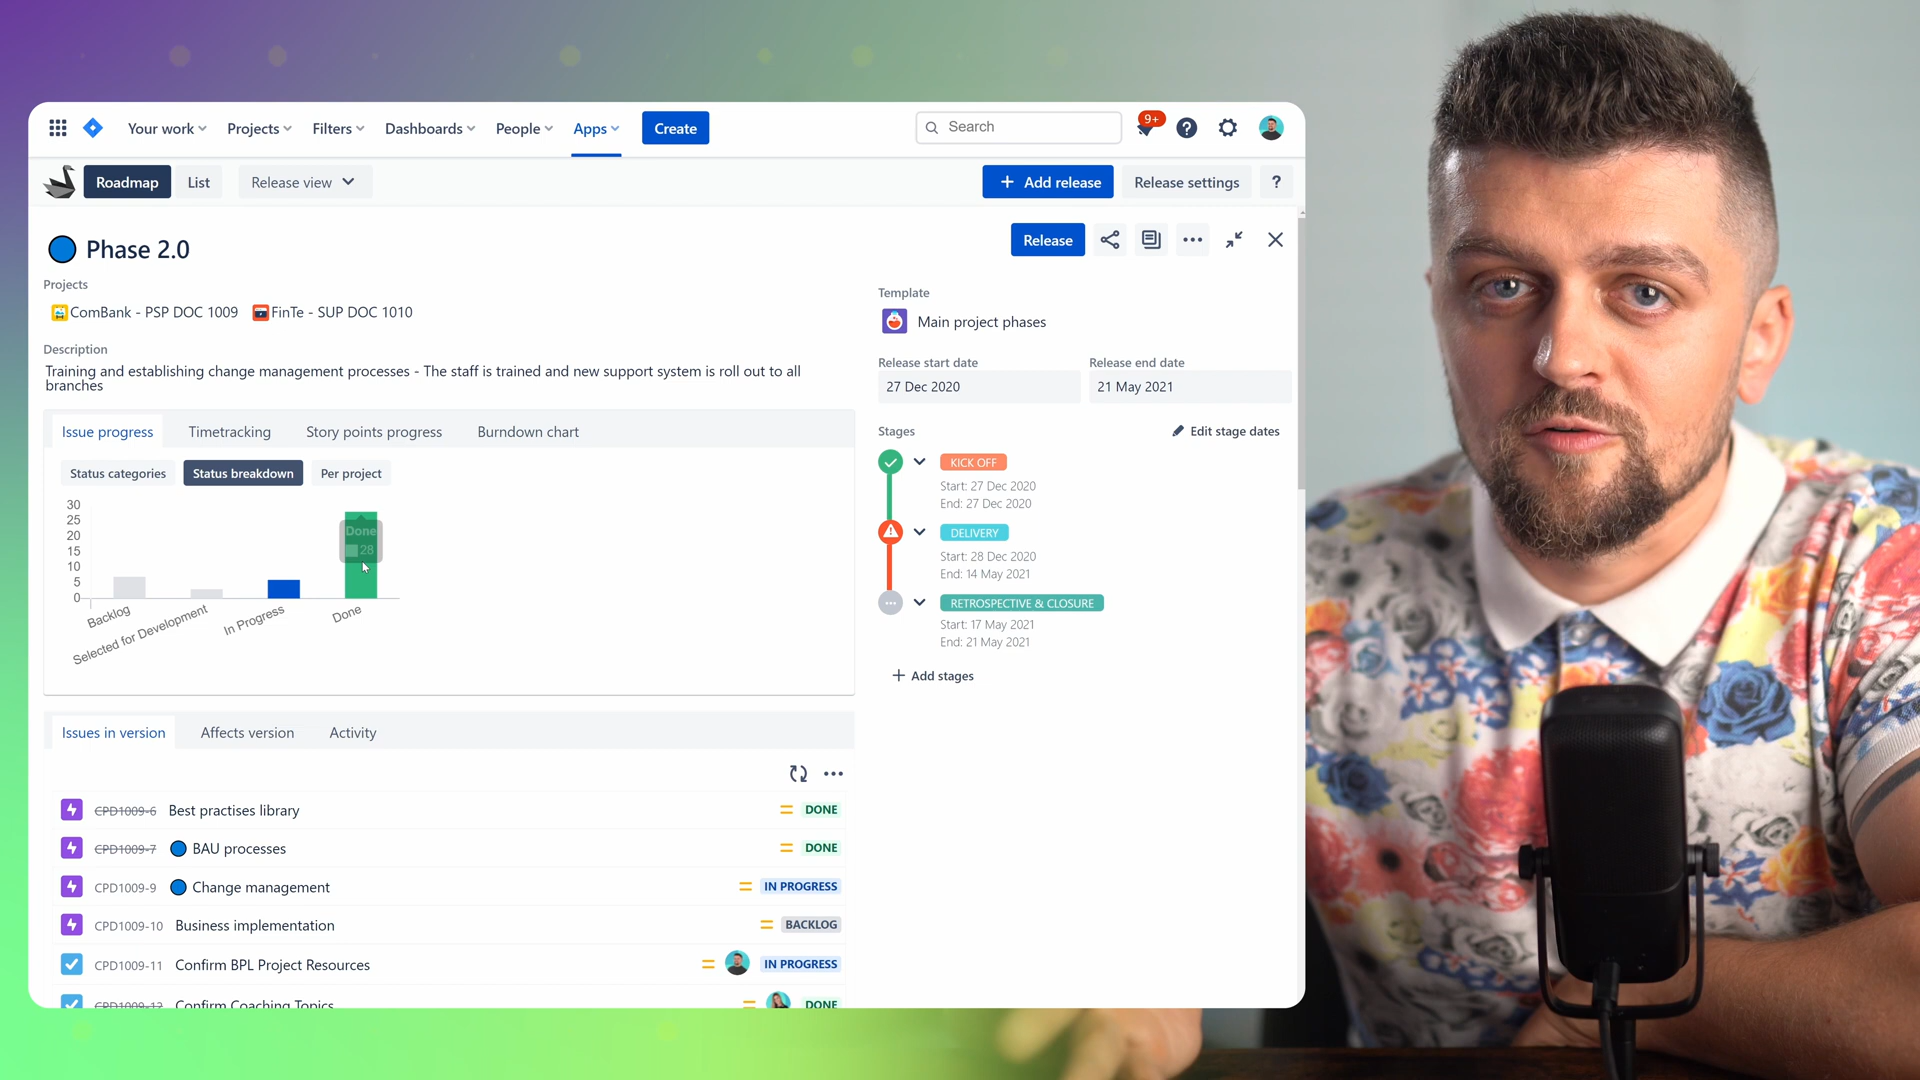 Your work
Projects
Filters
Dashboards
People
Apps
Create
Search
9+
Roadmap
List
Release view
Add release
Release settings
?
Phase 2.0
Release
Projects
ComBank - PSP DOC 1009
FinTe - SUP DOC 1010
Description
Training and establishing change management processes - The staff is trained and new support system is roll out to all
branches
Template
Main project phases
Release start date
Release end date
27 Dec 2020
21 May 2021
Issue progress
Timetracking
Story points progress
Burndown chart
Status categories
Status breakdown
Per project
30
25
20
15
10
5
0
Done
28
Backlog
Selected for Development
In Progress
Done
Stages
Edit stage dates
KICK OFF
Start: 27 Dec 2020
End: 27 Dec 2020
DELIVERY
Start: 28 Dec 2020
End: 14 May 2021
RETROSPECTIVE & CLOSURE
Start: 17 May 2021
End: 21 May 2021
Add stages
Issues in version
Affects version
Activity
CPD1009-6 Best practises library DONE
CPD1009-7 BAU processes DONE
CPD1009-9 Change management IN PROGRESS
CPD1009-10 Business implementation BACKLOG
CPD1009-11 Confirm BPL Project Resources IN PROGRESS
CPD1009-12 Confirm Coaching Topics DONE